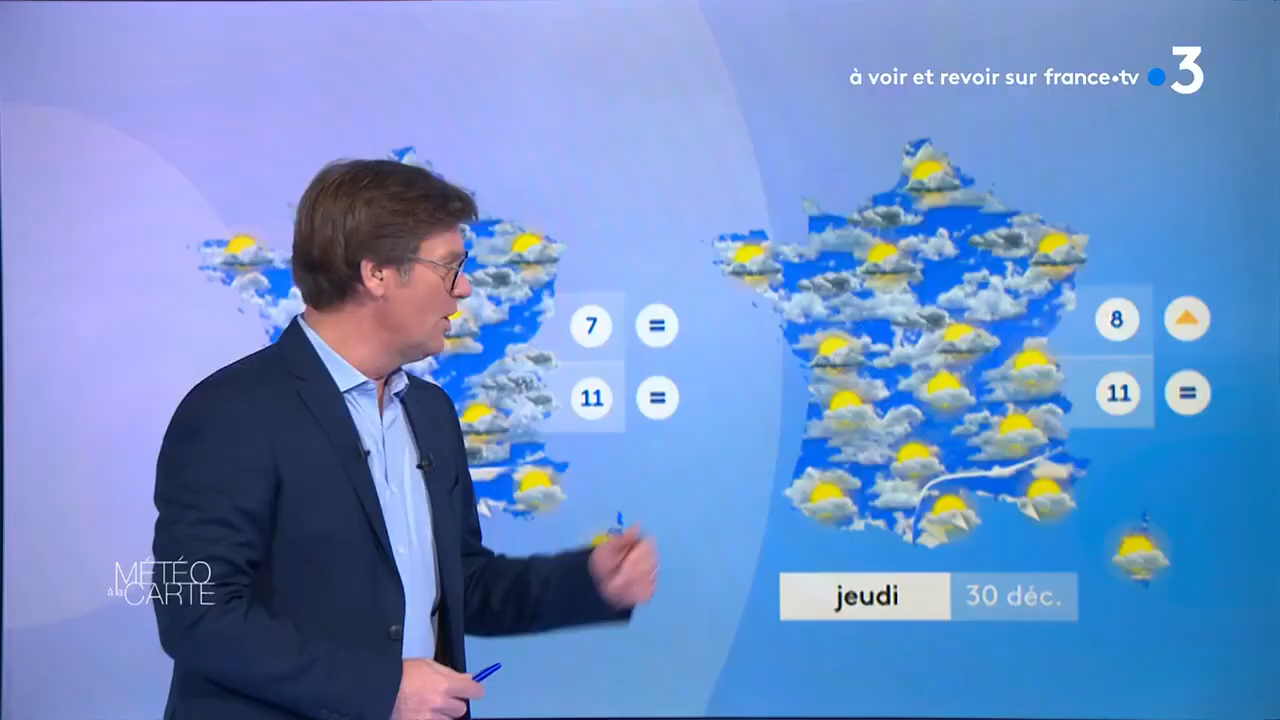 à voir et revoir sur france•tv 3
7 =
11 =
8
11 =
MÉTÉO
à la CARTE
jeudi 30 déc.